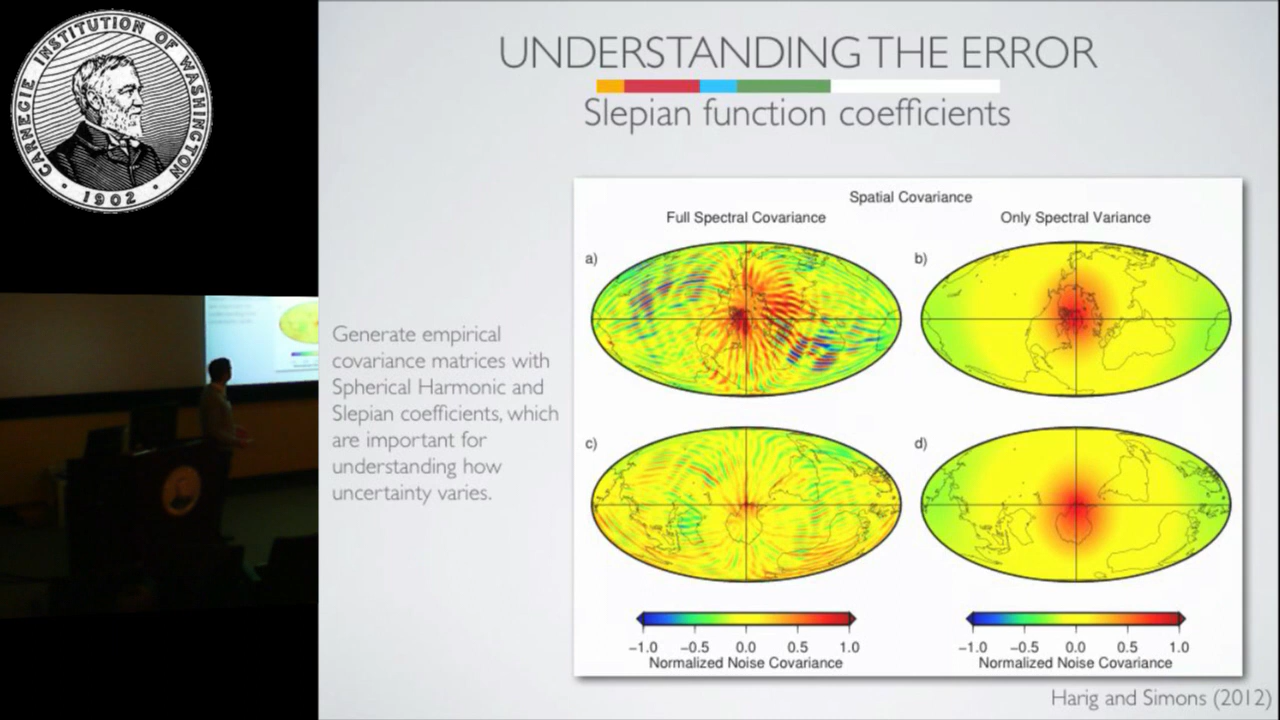 CARNEGIE INSTITUTION OF WASHINGTON
· 1902 ·
UNDERSTANDING THE ERROR
Slepian function coefficients
Generate empirical
covariance matrices with
Spherical Harmonic and
Slepian coefficients, which
are important for
understanding how
uncertainty varies.
Spatial Covariance
Full Spectral Covariance
Only Spectral Variance
a)
b)
c)
d)
−1.0 −0.5 0.0 0.5 1.0
Normalized Noise Covariance
−1.0 −0.5 0.0 0.5 1.0
Normalized Noise Covariance
Harig and Simons (2012)